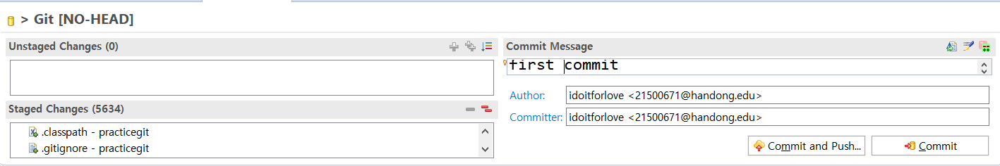 > Git [NO-HEAD]
Unstaged Changes (0)
Staged Changes (5634)
.classpath - practicegit
.gitignore - practicegit
Commit Message
first commit
Author: idoitforlove <21500671@handong.edu>
Committer: idoitforlove <21500671@handong.edu>
Commit and Push... Commit